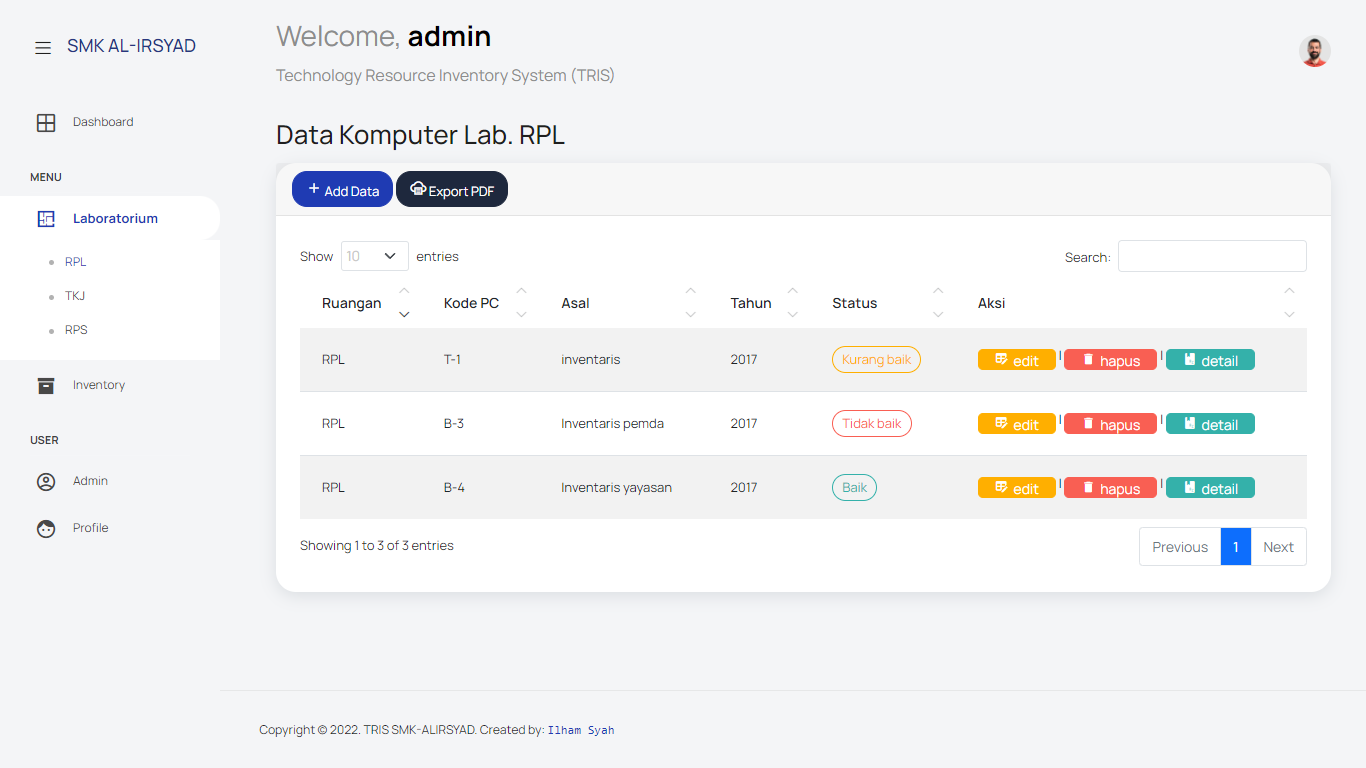 SMK AL-IRSYAD
Welcome, admin
Technology Resource Inventory System (TRIS)
Dashboard
MENU
Laboratorium
RPL
TKJ
RPS
Inventory
USER
Admin
Profile
Data Komputer Lab. RPL
+ Add Data Export PDF
Show 10 entries Search:
Ruangan Kode PC Asal Tahun Status Aksi
RPL T-1 inventaris 2017 Kurang baik edit | hapus | detail
RPL B-3 Inventaris pemda 2017 Tidak baik edit | hapus | detail
RPL B-4 Inventaris yayasan 2017 Baik edit | hapus | detail
Showing 1 to 3 of 3 entries Previous 1 Next
Copyright © 2022. TRIS SMK-ALIRSYAD. Created by: Ilham Syah